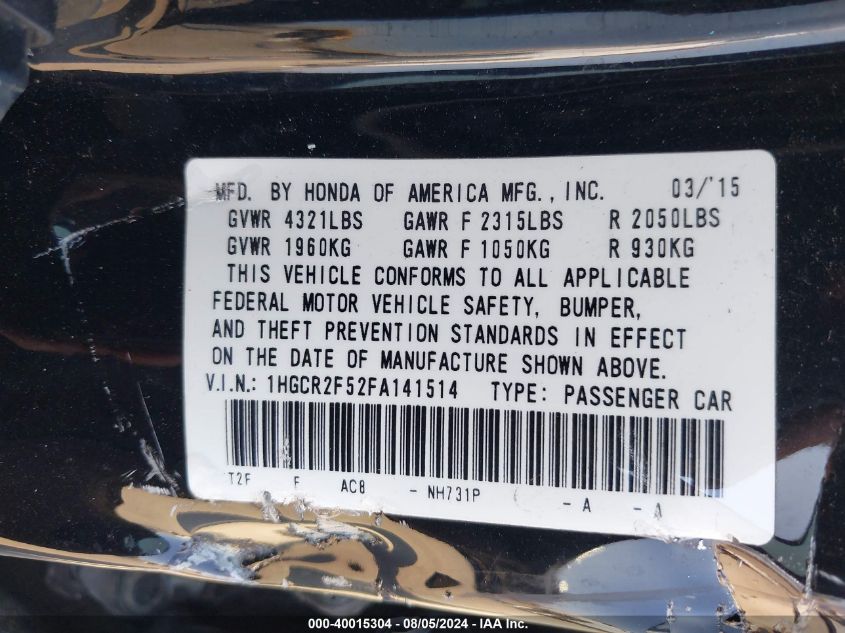 MFD. BY HONDA OF AMERICA MFG., INC. 03/'15
GVWR 4321LBS GAWR F 2315LBS R 2050LBS
GVWR 1960KG GAWR F 1050KG R 930KG
THIS VEHICLE CONFORMS TO ALL APPLICABLE
FEDERAL MOTOR VEHICLE SAFETY, BUMPER,
AND THEFT PREVENTION STANDARDS IN EFFECT
ON THE DATE OF MANUFACTURE SHOWN ABOVE.
V.I.N.: 1HGCR2F52FA141514 TYPE: PASSENGER CAR
T2F F AC8 - NH731P - A - A
000-40015304 - 08/05/2024 - IAA Inc.